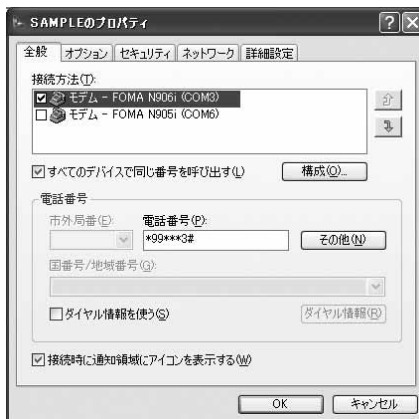 SAMPLEのプロパティ
全般 オプション セキュリティ ネットワーク 詳細設定
接続方法(T):
モデム - FOMA N906i (COM3)
モデム - FOMA N905i (COM6)
すべてのデバイスで同じ番号を呼び出す(L) 構成(O)...
電話番号
市外局番(E): 電話番号(P):
*99***3# その他(N)
国番号/地域番号(G):
ダイヤル情報を使う(S) ダイヤル情報(R)
接続時に通知領域にアイコンを表示する(W)
OK キャンセル